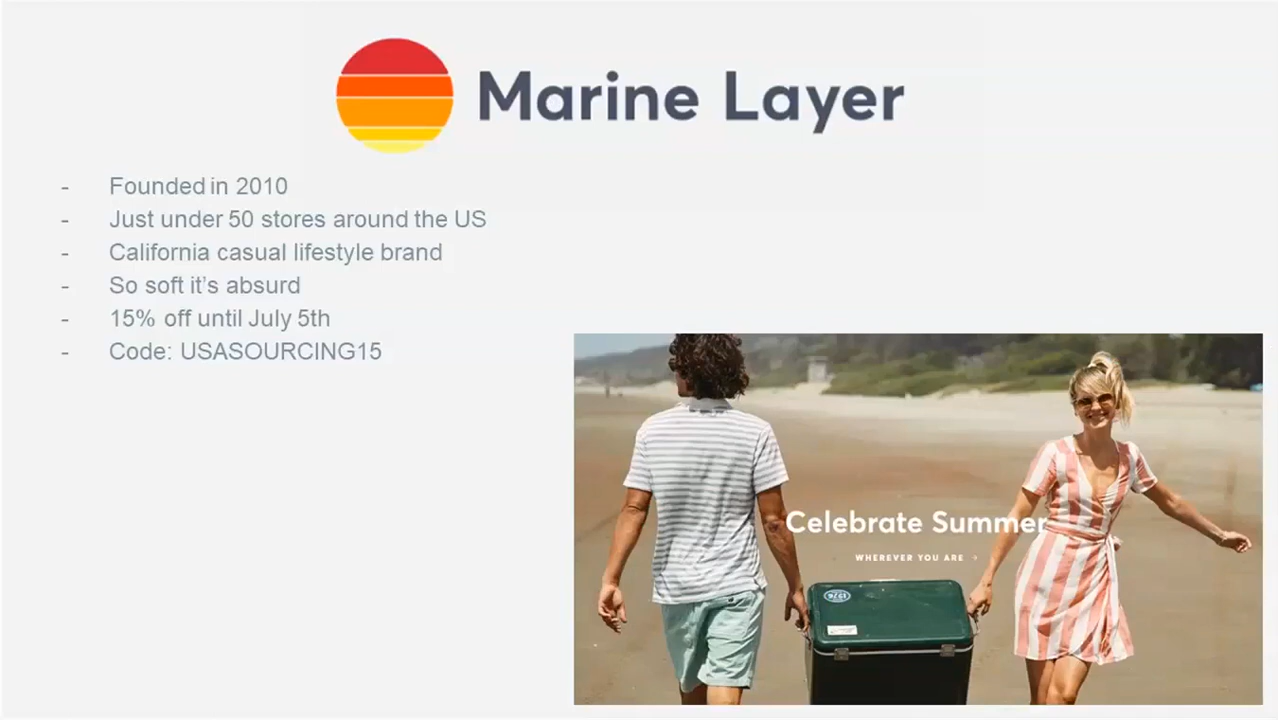 Marine Layer
- Founded in 2010
- Just under 50 stores around the US
- California casual lifestyle brand
- So soft it's absurd
- 15% off until July 5th
- Code: USASOURCING15
Celebrate Summer
WHEREVER YOU ARE